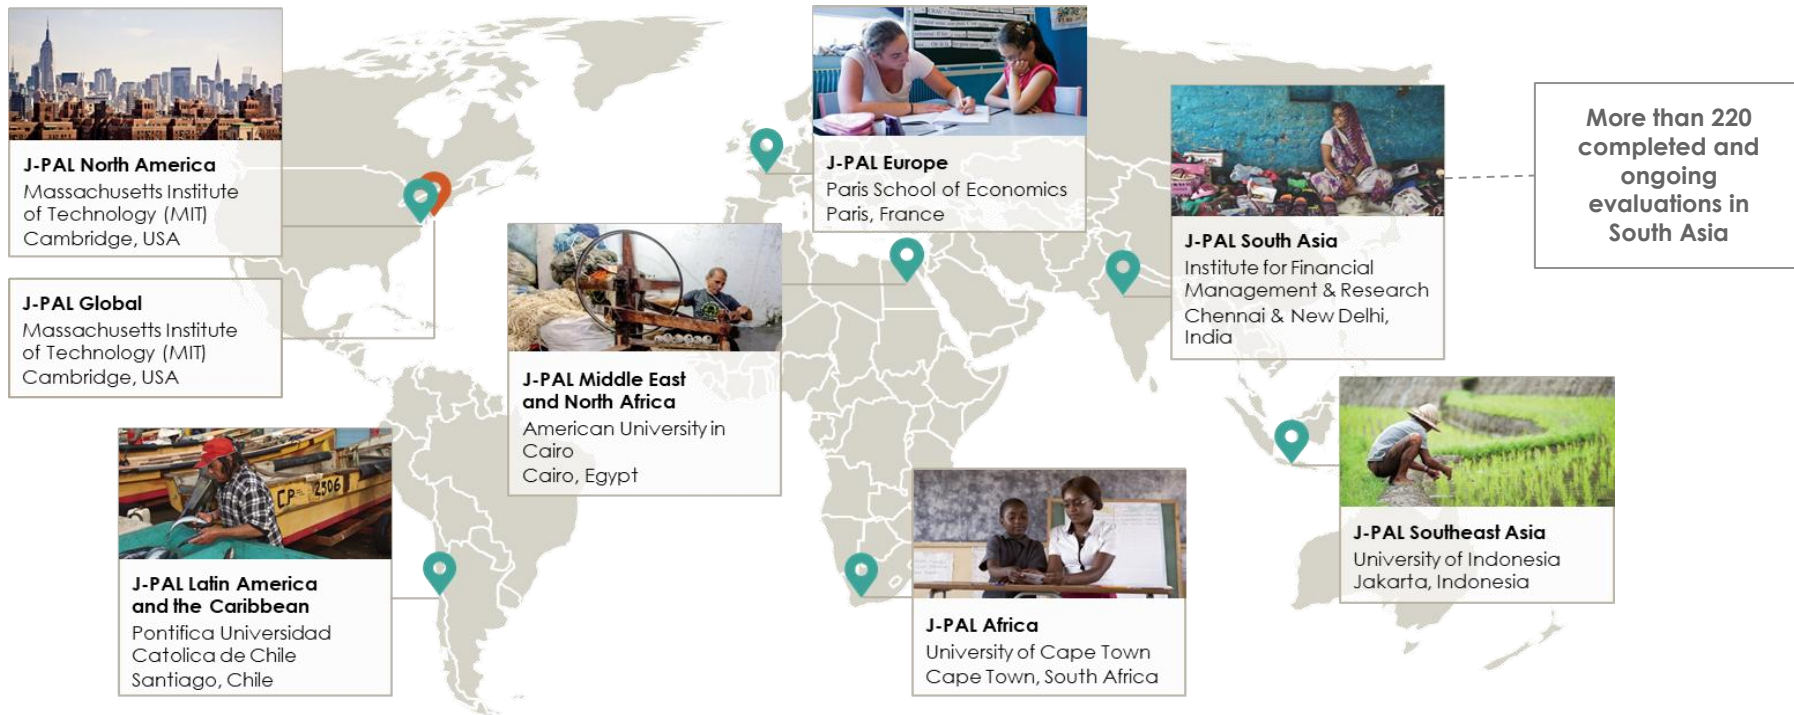 J-PAL North America
Massachusetts Institute
of Technology (MIT)
Cambridge, USA
J-PAL Global
Massachusetts Institute
of Technology (MIT)
Cambridge, USA
J-PAL Latin America
and the Caribbean
Pontifica Universidad
Catolica de Chile
Santiago, Chile
CP 2506
J-PAL Middle East
and North Africa
American University in
Cairo
Cairo, Egypt
J-PAL Europe
Paris School of Economics
Paris, France
J-PAL Africa
University of Cape Town
Cape Town, South Africa
J-PAL South Asia
Institute for Financial
Management & Research
Chennai & New Delhi,
India
J-PAL Southeast Asia
University of Indonesia
Jakarta, Indonesia
More than 220
completed and
ongoing
evaluations in
South Asia